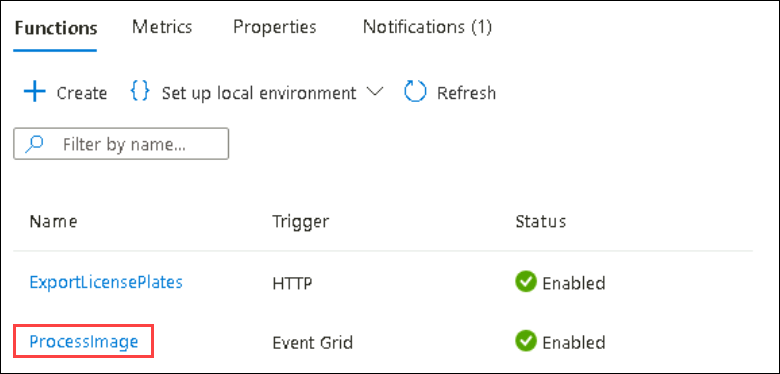 Functions Metrics Properties Notifications (1)
+ Create {} Set up local environment Refresh
Filter by name...
Name Trigger Status
ExportLicensePlates HTTP Enabled
ProcessImage Event Grid Enabled